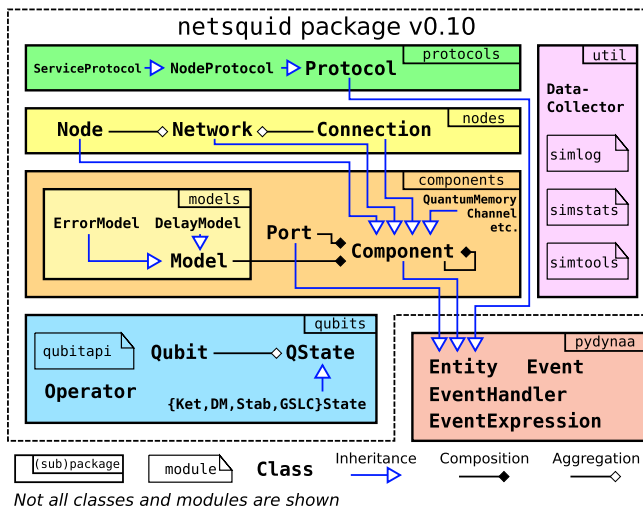 netsquid package v0.10
protocols
ServiceProtocol
NodeProtocol
Protocol
util
Data-
Collector
simlog
simstats
simtools
nodes
Node
Network
Connection
components
models
ErrorModel
DelayModel
Model
Port
QuantumMemory
Channel
etc.
Component
qubits
qubitapi
Qubit
QState
Operator
{Ket,DM,Stab,GSLC}State
pydynaa
Entity
Event
EventHandler
EventExpression
(sub)package
module
Class
Inheritance
Composition
Aggregation
Not all classes and modules are shown